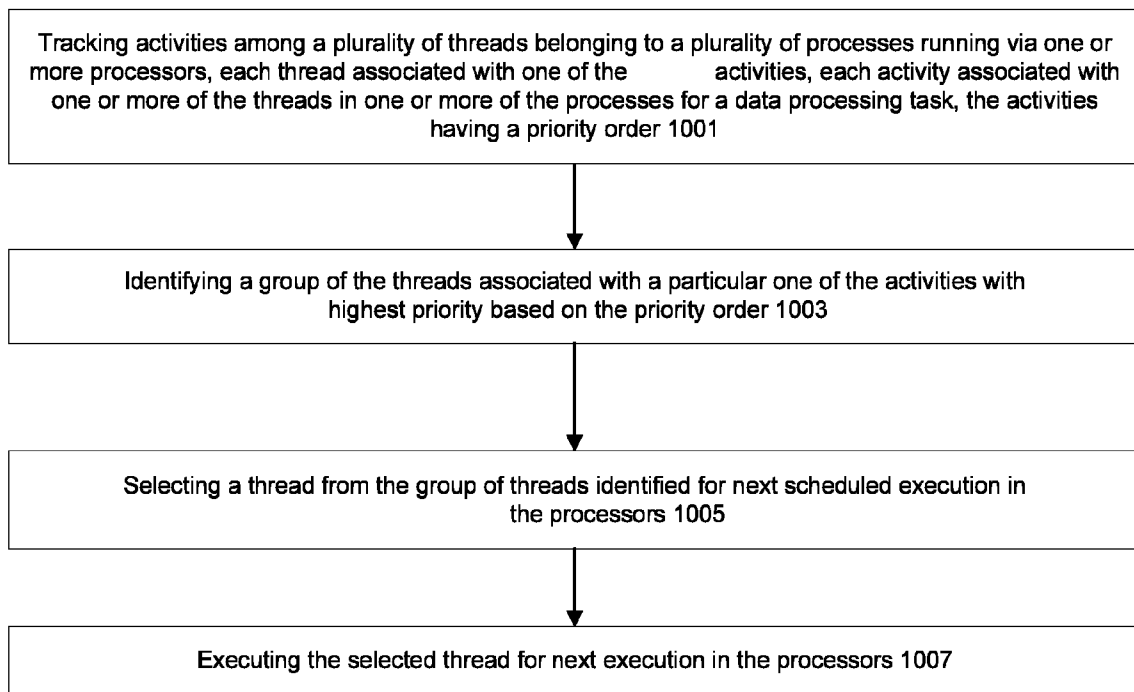 Tracking activities among a plurality of threads belonging to a plurality of processes running via one or
more processors, each thread associated with one of the activities, each activity associated with
one or more of the threads in one or more of the processes for a data processing task, the activities
having a priority order 1001
Identifying a group of the threads associated with a particular one of the activities with
highest priority based on the priority order 1003
Selecting a thread from the group of threads identified for next scheduled execution in
the processors 1005
Executing the selected thread for next execution in the processors 1007